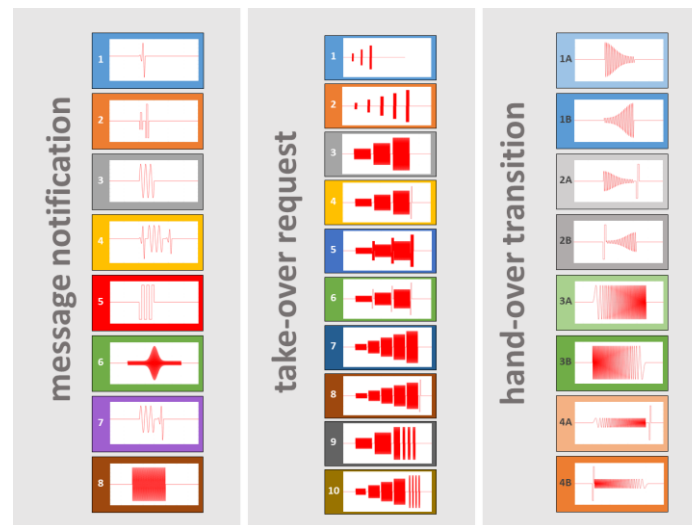 message notification
1
2
3
4
5
6
7
8
take-over request
1
2
3
4
5
6
7
8
9
10
hand-over transition
1A
1B
2A
2B
3A
3B
4A
4B